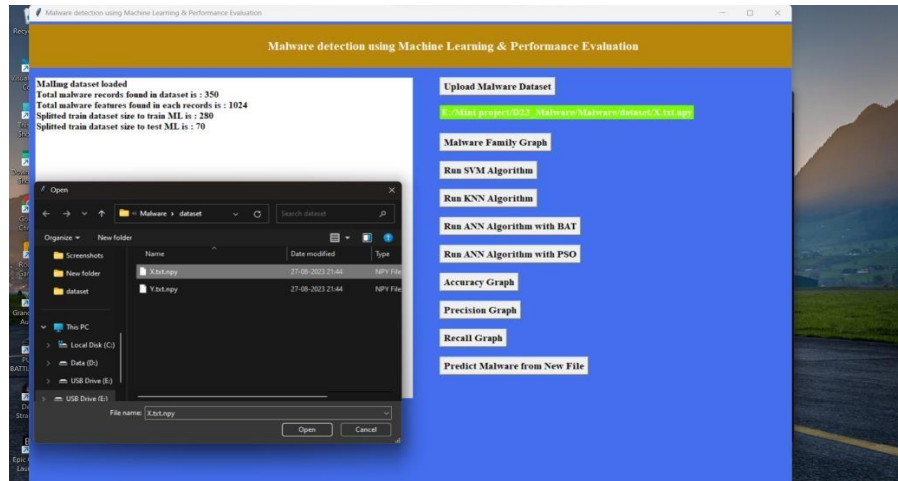 Malware detection using Machine Learning & Performance Evaluation
Malware detection using Machine Learning & Performance Evaluation
MalImg dataset loaded
Total malware records found in dataset is : 350
Total malware features found in each records is : 1024
Splitted train dataset size to train ML is : 280
Splitted train dataset size to test ML is : 70
Upload Malware Dataset
E:/Mini project/D23_Malware/Malware/dataset/X.txt.npy
Malware Family Graph
Run SVM Algorithm
Run KNN Algorithm
Run ANN Algorithm with BAT
Run ANN Algorithm with PSO
Accuracy Graph
Precision Graph
Recall Graph
Predict Malware from New File
Open
« Malware › dataset
Search dataset
Organize
New folder
Screenshots
New folder
dataset
This PC
Local Disk (C:)
Data (D:)
USB Drive (E:)
USB Drive (E:)
Name Date modified Type
X.txt.npy 27-08-2023 21:44 NPY File
Y.txt.npy 27-08-2023 21:44 NPY File
File name: X.txt.npy
Open Cancel